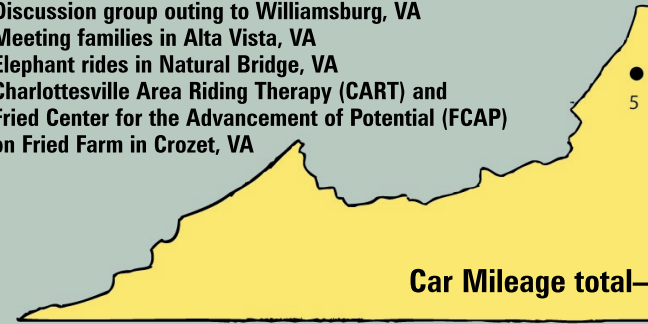 Discussion group outing to Williamsburg, VA
Meeting families in Alta Vista, VA
Elephant rides in Natural Bridge, VA
Charlottesville Area Riding Therapy (CART) and
Fried Center for the Advancement of Potential (FCAP)
on Fried Farm in Crozet, VA
5
Car Mileage total–